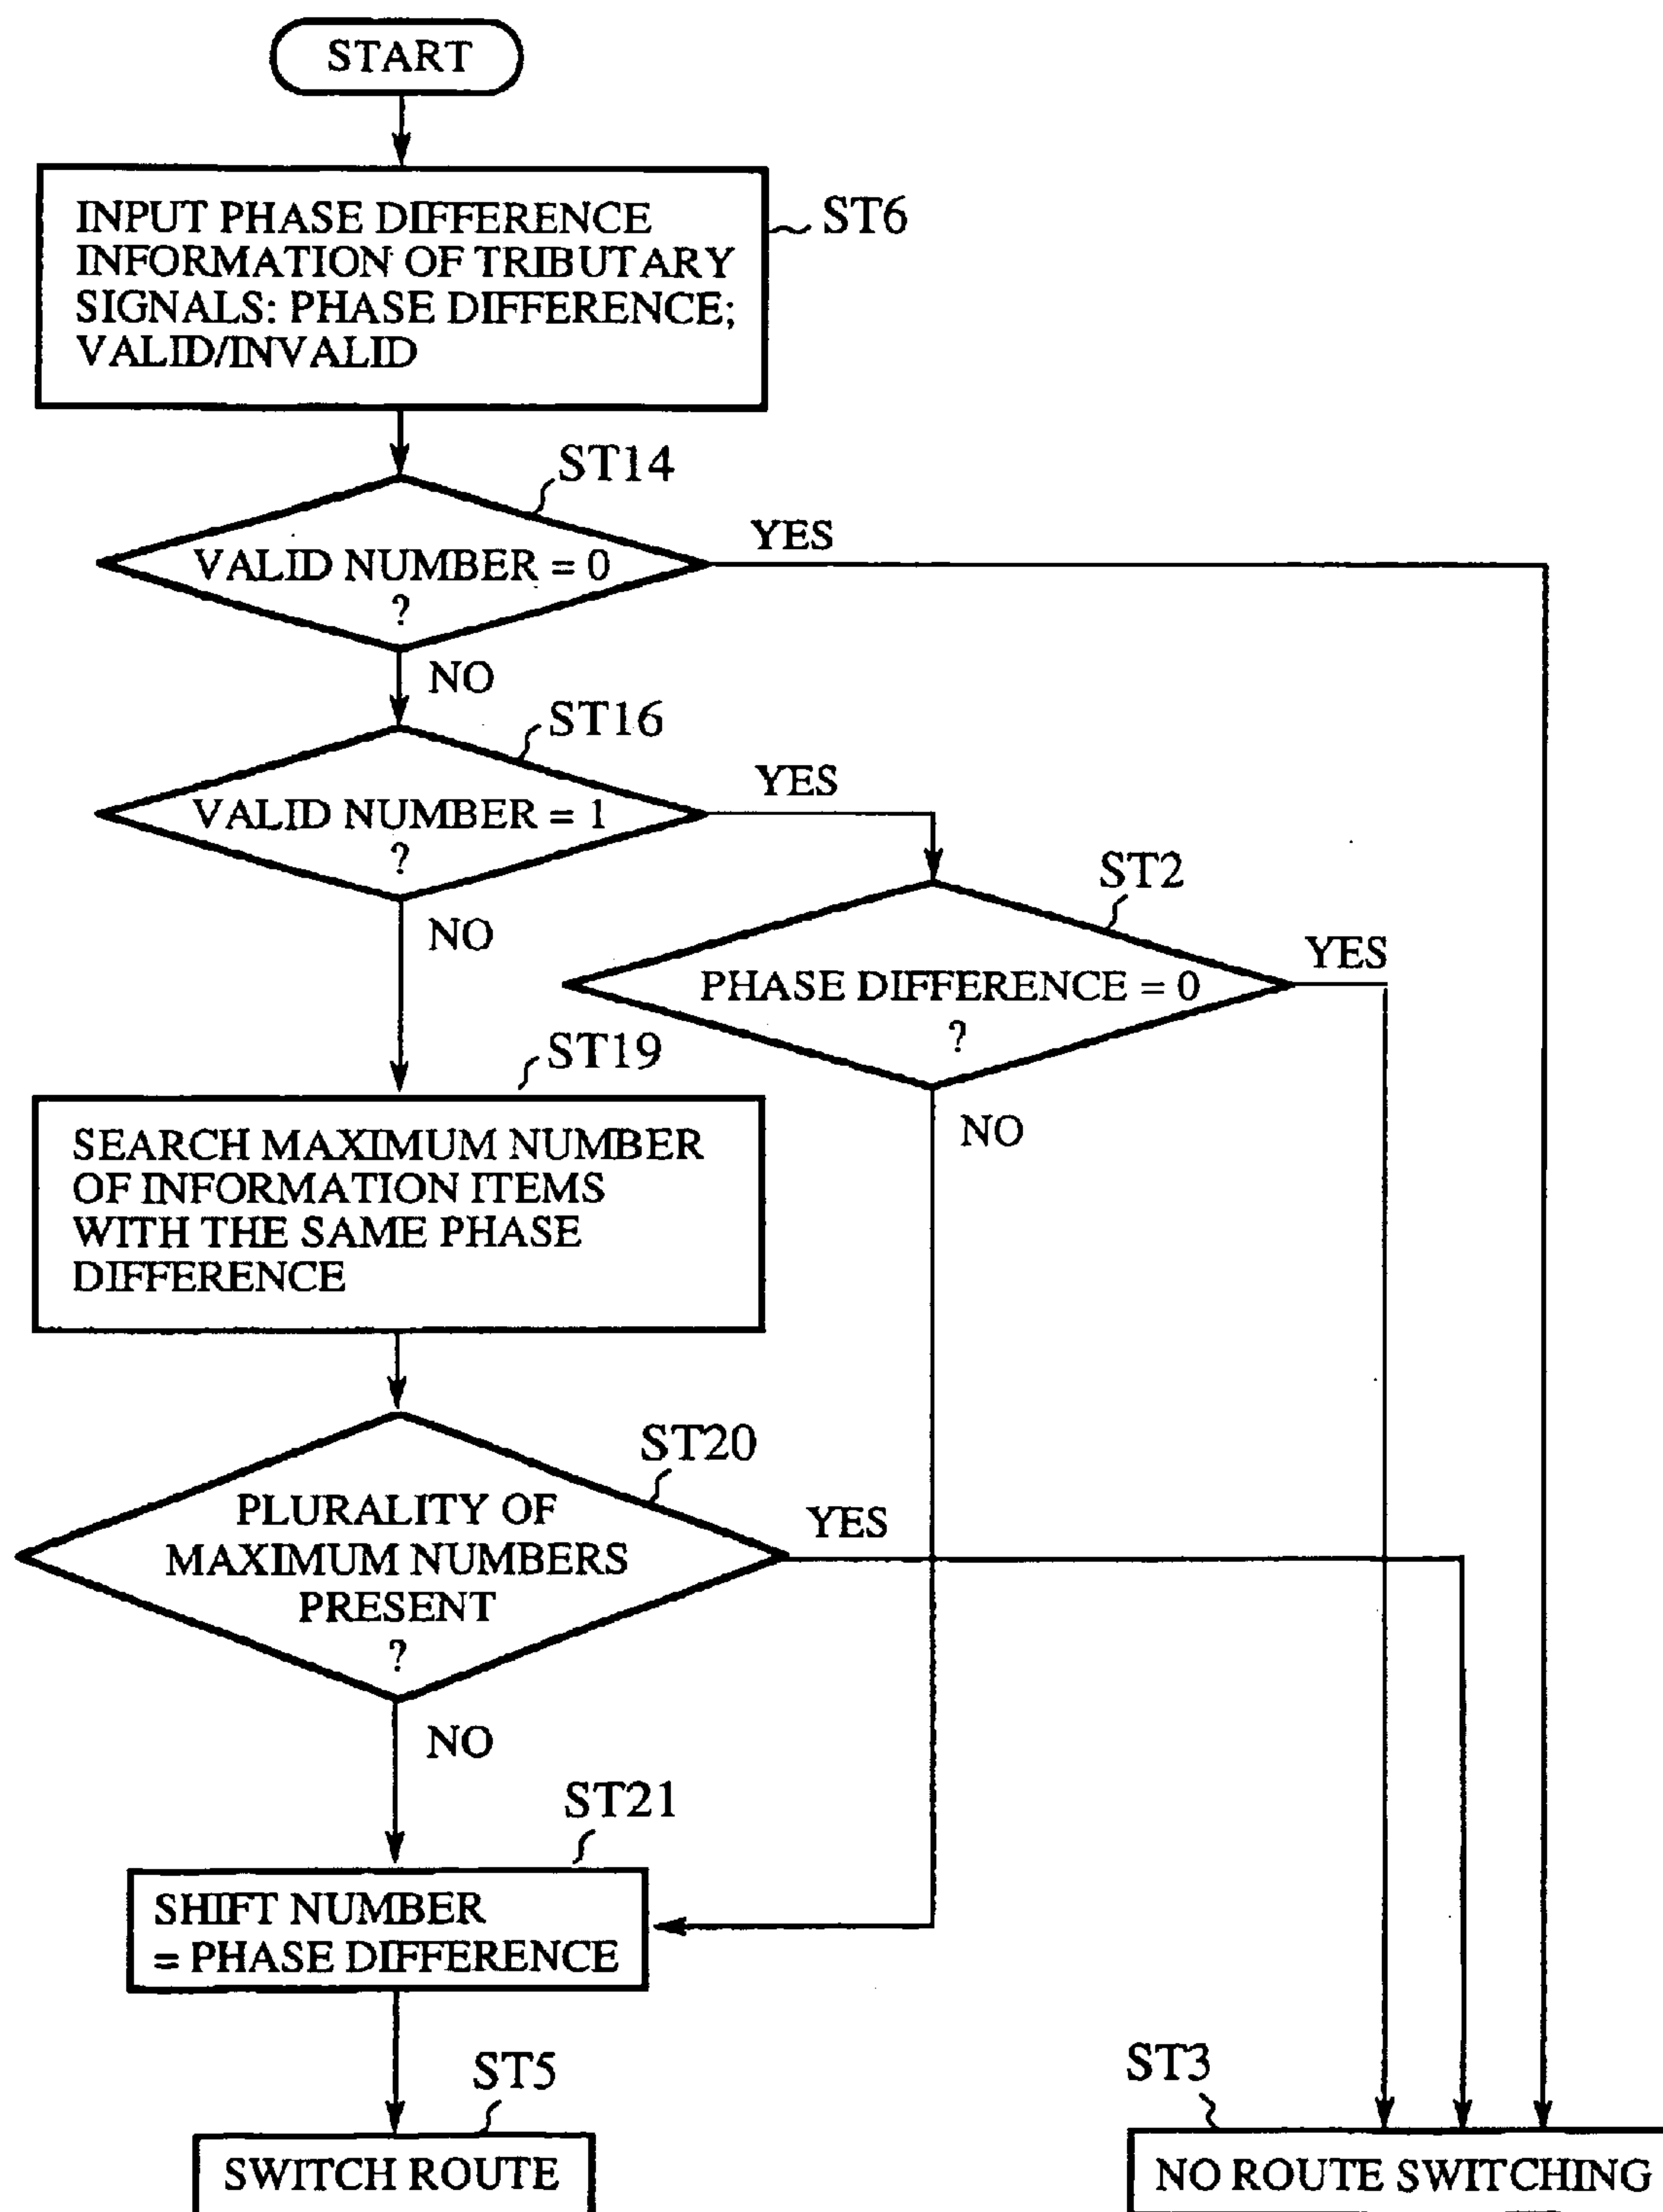 START
INPUT PHASE DIFFERENCE
INFORMATION OF TRIBUTARY
SIGNALS: PHASE DIFFERENCE;
VALID/INVALID
ST6
ST14
VALID NUMBER = 0
?
YES
NO
ST16
VALID NUMBER = 1
?
YES
NO
ST2
PHASE DIFFERENCE = 0
?
YES
NO
ST19
SEARCH MAXIMUM NUMBER
OF INFORMATION ITEMS
WITH THE SAME PHASE
DIFFERENCE
ST20
PLURALITY OF
MAXIMUM NUMBERS
PRESENT
?
YES
NO
ST21
SHIFT NUMBER
= PHASE DIFFERENCE
ST5
SWITCH ROUTE
ST3
NO ROUTE SWITCHING